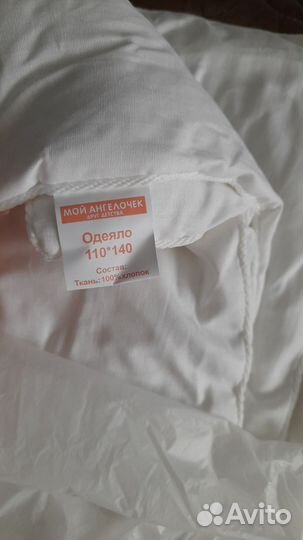 МОЙ АНГЕЛОЧЕК
ДРУГ ДЕТСТВА
Одеяло
110*140
Состав:
Ткань:100%хлопок
Avito